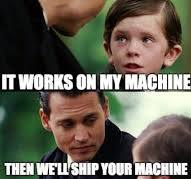 IT WORKS ON MY MACHINE
THEN WE'LL SHIP YOUR MACHINE